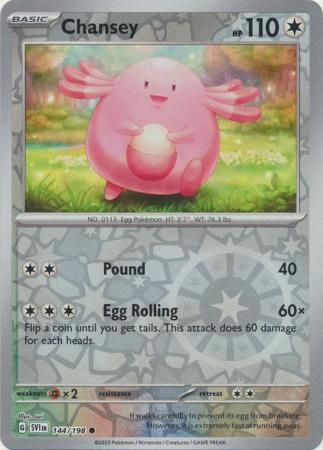 BASIC
Chansey
HP 110
NO. 0113 Egg Pokémon HT: 3'7" WT: 76.3 lbs
Pound 40
Egg Rolling 60×
Flip a coin until you get tails. This attack does 60 damage
for each heads.
weakness ×2 resistance retreat
Illus.
It walks carefully to prevent its egg from breaking.
G SVI EN 144/198 However, it is extremely fast at running away.
©2023 Pokémon / Nintendo / Creatures / GAME FREAK